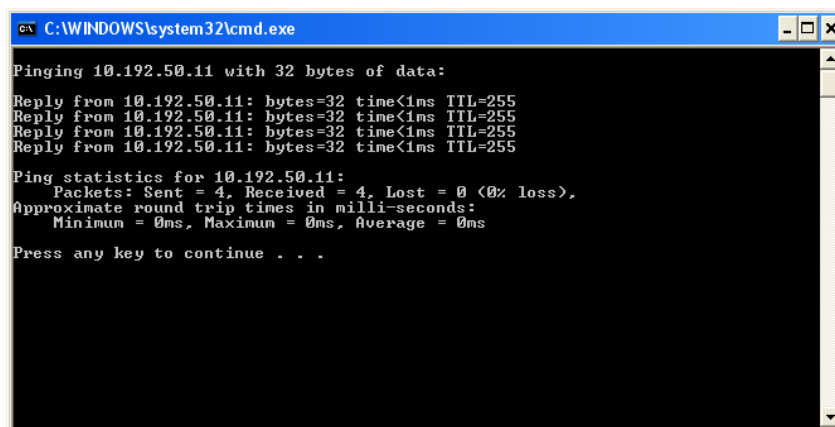 C:\WINDOWS\system32\cmd.exe
Pinging 10.192.50.11 with 32 bytes of data:
Reply from 10.192.50.11: bytes=32 time<1ms TTL=255
Reply from 10.192.50.11: bytes=32 time<1ms TTL=255
Reply from 10.192.50.11: bytes=32 time<1ms TTL=255
Reply from 10.192.50.11: bytes=32 time<1ms TTL=255
Ping statistics for 10.192.50.11:
Packets: Sent = 4, Received = 4, Lost = 0 (0% loss),
Approximate round trip times in milli-seconds:
Minimum = 0ms, Maximum = 0ms, Average = 0ms
Press any key to continue . . .